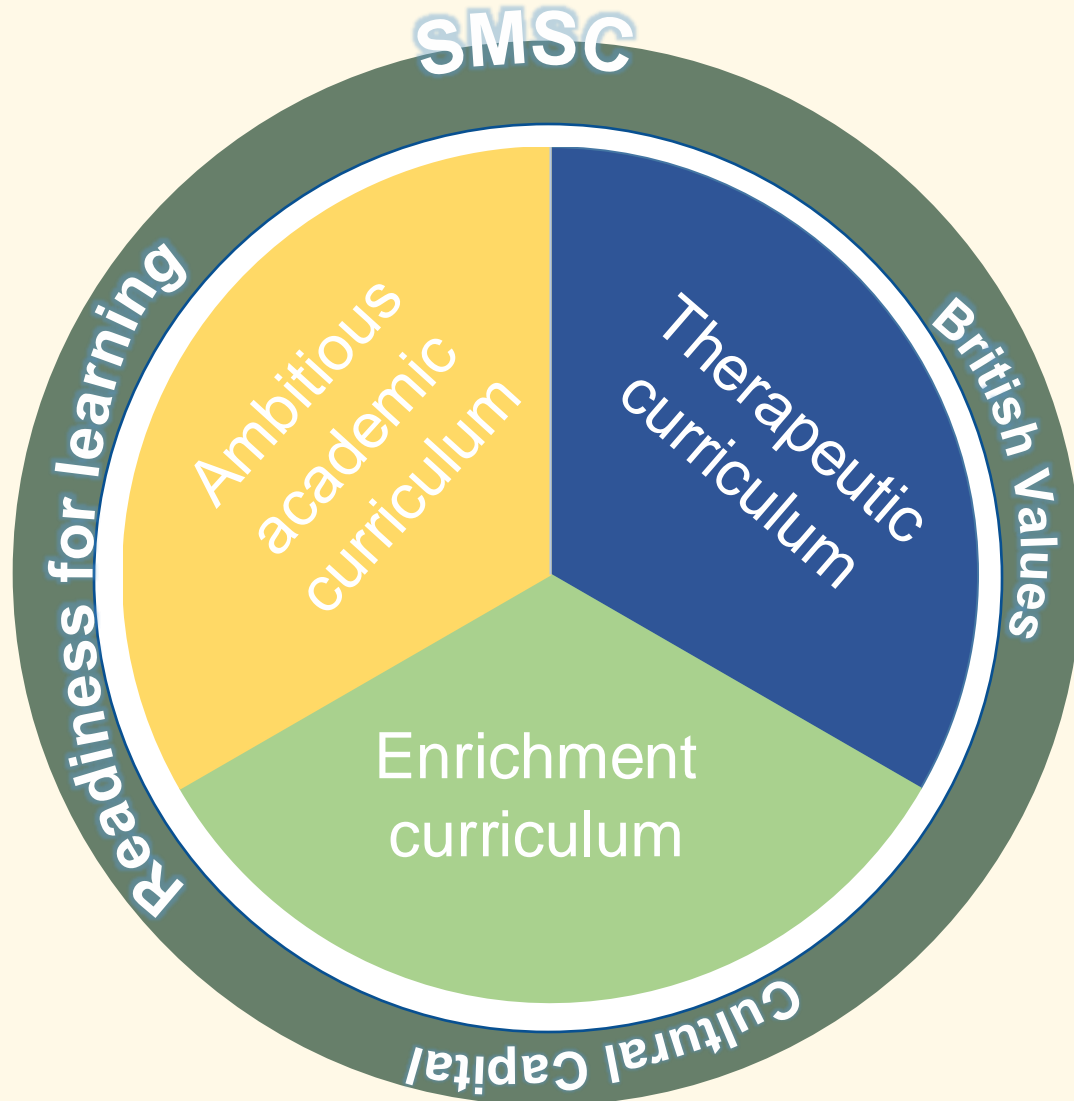 SMSC
Readiness for learning
British Values
Ambitious
academic
curriculum
Therapeutic
curriculum
Enrichment
curriculum
Cultural Capital